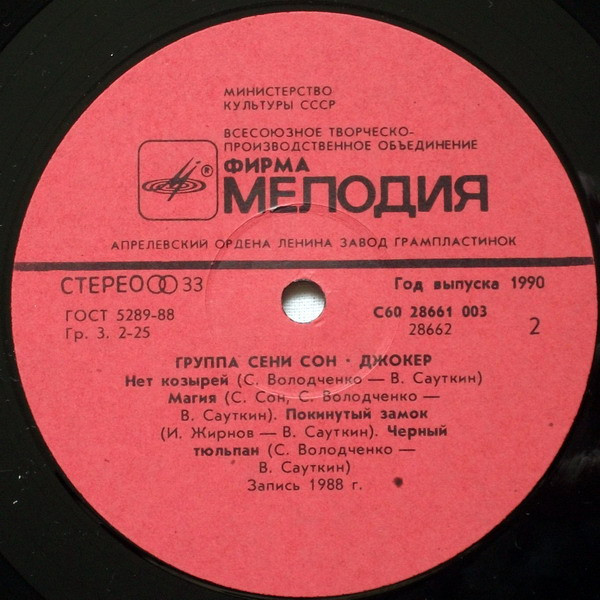 МИНИСТЕРСТВО
КУЛЬТУРЫ СССР
ВСЕСОЮЗНОЕ ТВОРЧЕСКО-
ПРОИЗВОДСТВЕННОЕ ОБЪЕДИНЕНИЕ
ФИРМА
®
МЕЛОДИЯ
АПРЕЛЕВСКИЙ ОРДЕНА ЛЕНИНА ЗАВОД ГРАМПЛАСТИНОК
СТЕРЕО 33
Год выпуска 1990
ГОСТ 5289-88
С60 28661 003
Гр. 3. 2-25
28662
2
ГРУППА СЕНИ СОН · ДЖОКЕР
Нет козырей (С. Володченко — В. Сауткин)
Магия (С. Сон, С. Володченко —
В. Сауткин). Покинутый замок
(И. Жирнов — В. Сауткин). Черный
тюльпан (С. Володченко —
В. Сауткин)
Запись 1988 г.